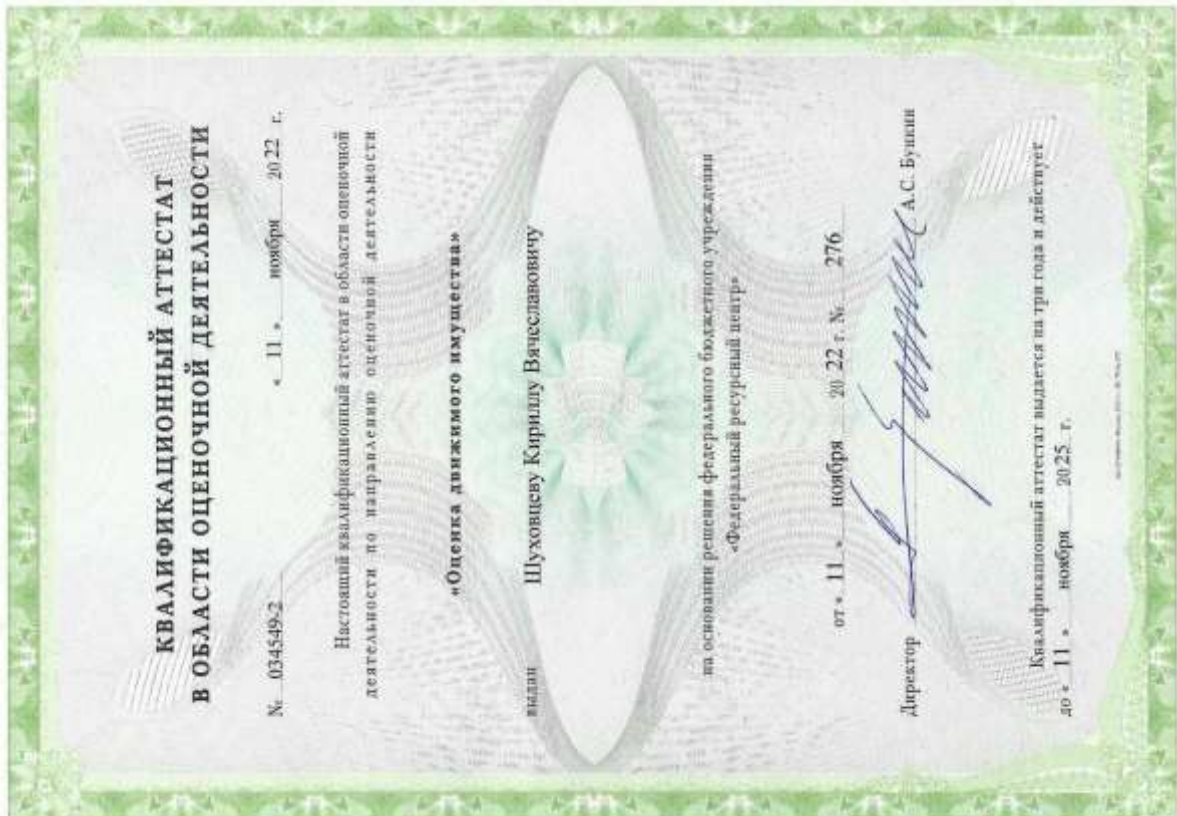 КВАЛИФИКАЦИОННЫЙ АТТЕСТАТ
В ОБЛАСТИ ОЦЕНОЧНОЙ ДЕЯТЕЛЬНОСТИ
№ 034549-2 « 11 » ноября 20 22 г.
Настоящий квалификационный аттестат в области оценочной
деятельности по направлению оценочной деятельности
«Оценка движимого имущества»
выдан Шуховцеву Кириллу Вячеславовичу
на основании решения федерального бюджетного учреждения
«Федеральный ресурсный центр»
от « 11 » ноября 20 22 г. № 276
Директор А.С. Бункин
Квалификационный аттестат выдается на три года и действует
до « 11 » ноября 20 25 г.